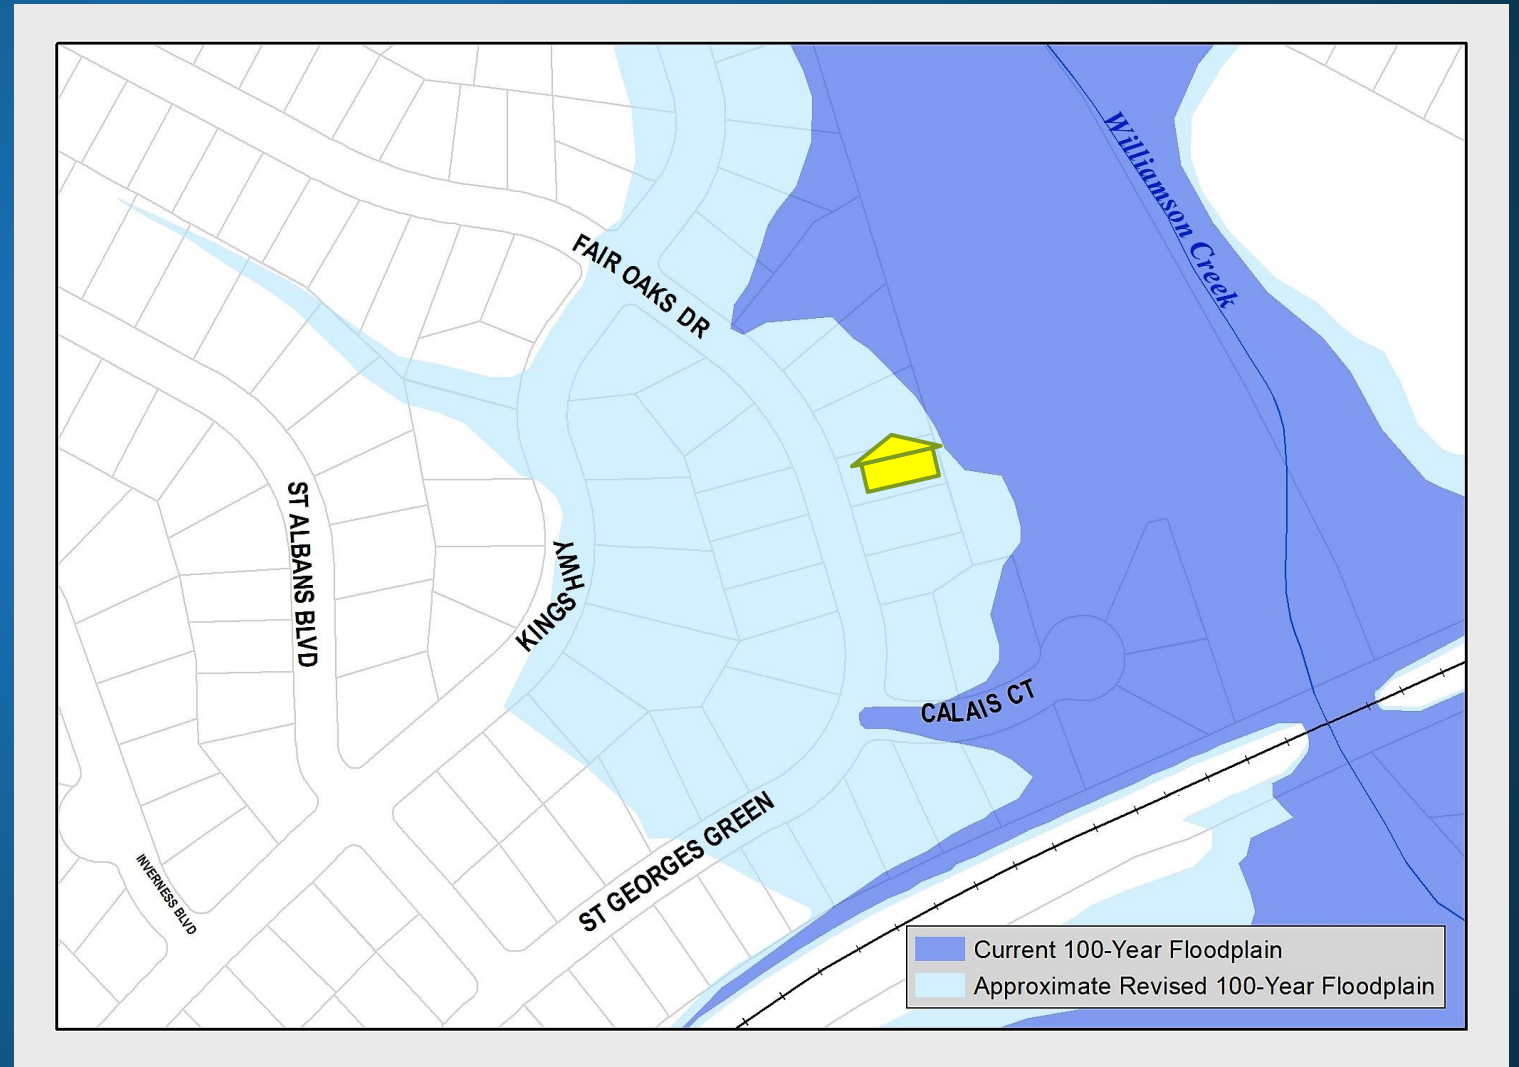 Williamson Creek
FAIR OAKS DR
ST ALBANS BLVD
KINGS HWY
CALAIS CT
ST GEORGES GREEN
INVERNESS BLVD
Current 100-Year Floodplain
Approximate Revised 100-Year Floodplain